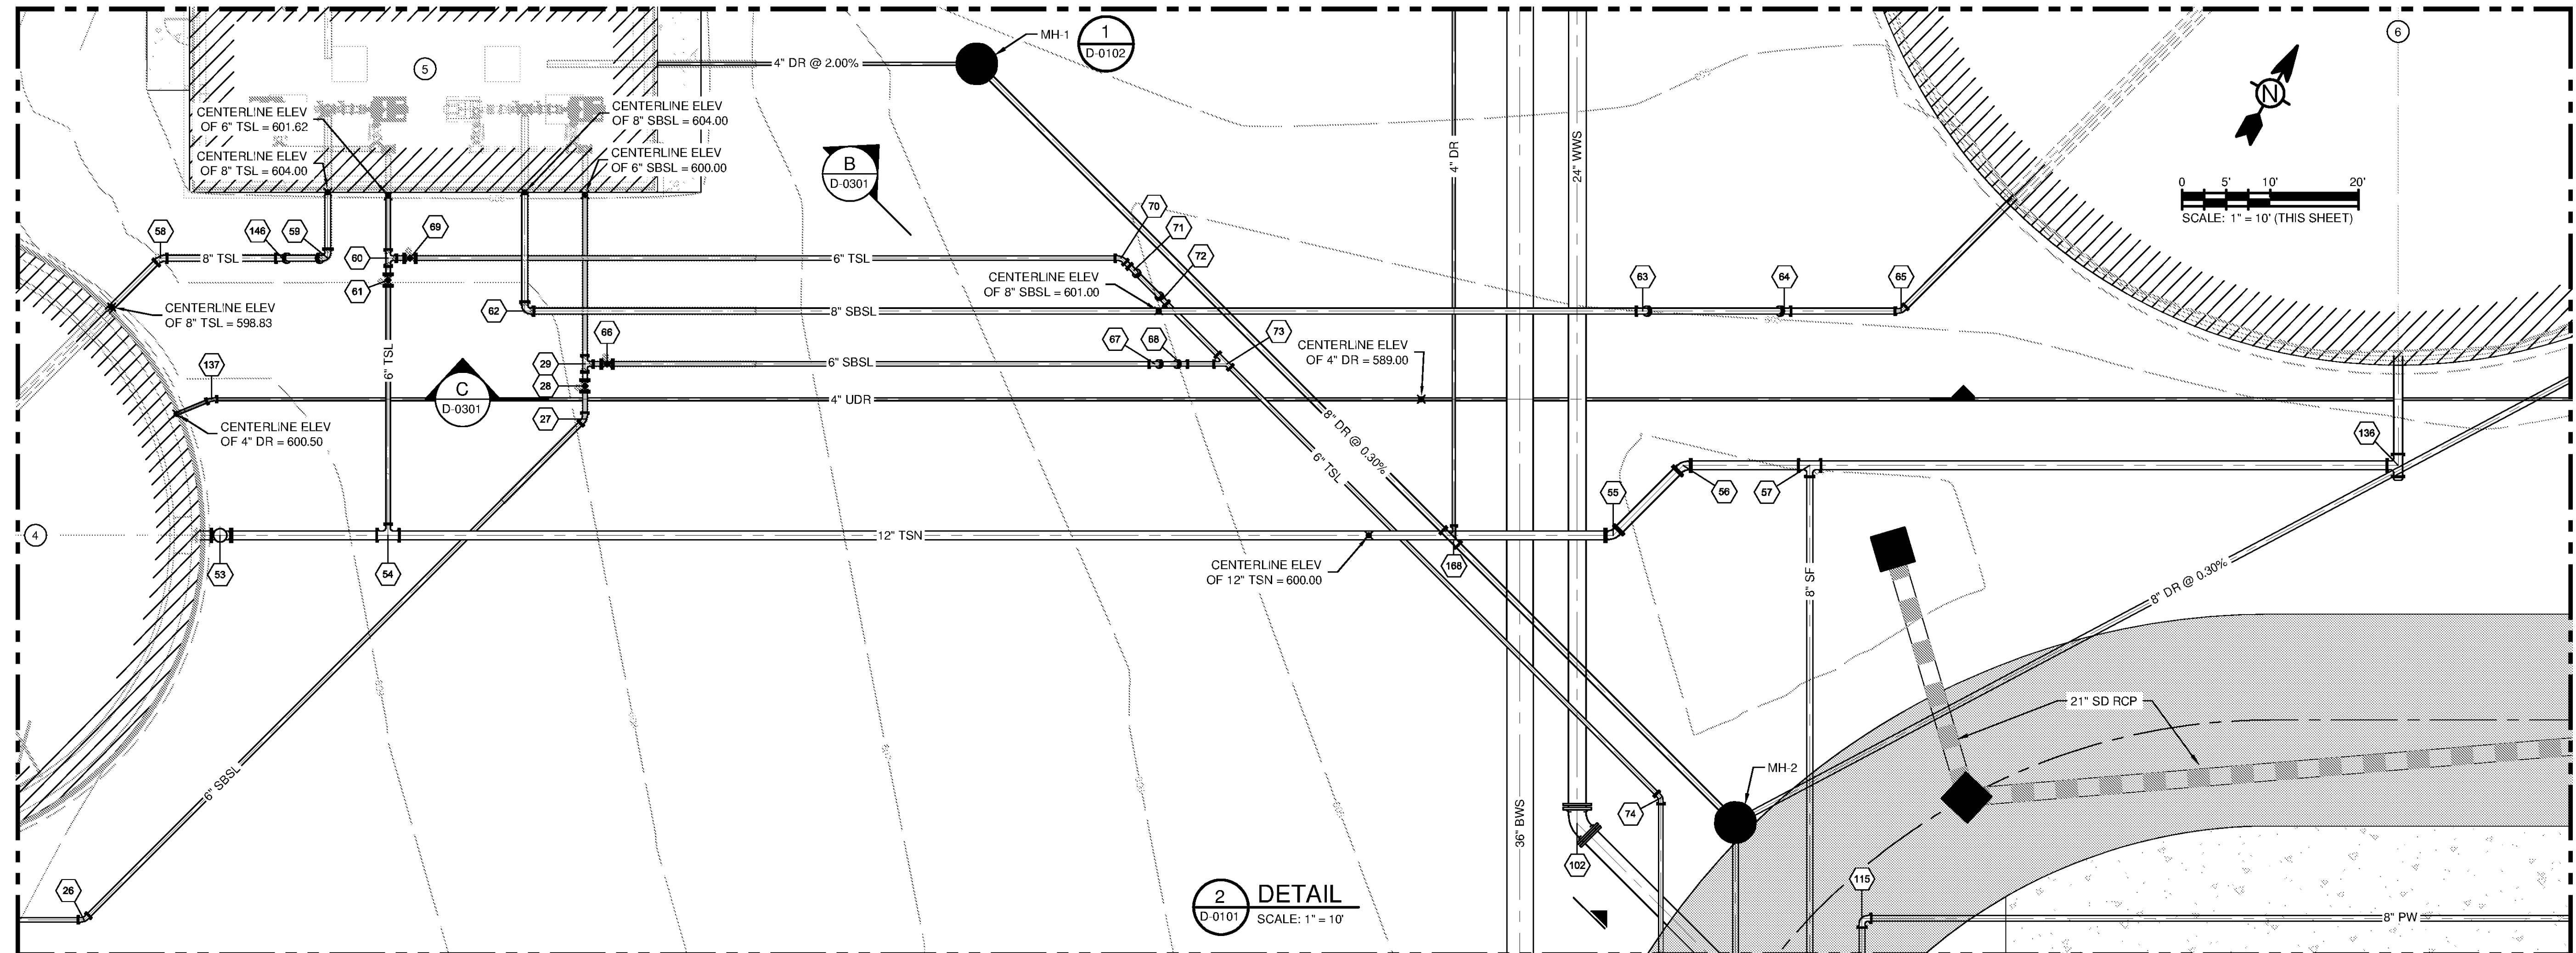 MH-1
1
D-0102
6
4" DR @ 2.00%
5
CENTERLINE ELEV
OF 6" TSL = 601.62
CENTERLINE ELEV
OF 8" SBSL = 604.00
CENTERLINE ELEV
OF 8" TSL = 604.00
CENTERLINE ELEV
OF 6" SBSL = 600.00
B
D-0301
4" DR
24" WWS
N
0 5' 10' 20'
SCALE: 1" = 10' (THIS SHEET)
58
146
59
60
69
70
71
72
8" TSL
6" TSL
61
CENTERLINE ELEV
OF 8" SBSL = 601.00
63
64
65
CENTERLINE ELEV
OF 8" TSL = 598.83
62
8" SBSL
66
67
68
73
6" TSL
29
6" SBSL
CENTERLINE ELEV
OF 4" DR = 589.00
137
28
C
D-0301
4" UDR
27
CENTERLINE ELEV
OF 4" DR = 600.50
8" DR @ 0.30%
6" TSL
136
55
56
57
4
12" TSN
53
54
168
CENTERLINE ELEV
OF 12" TSN = 600.00
8" SF
8" DR @ 0.30%
21" SD RCP
6" SBSL
MH-2
74
36" BWS
102
26
115
2
D-0101
DETAIL
SCALE: 1" = 10'
8" PW